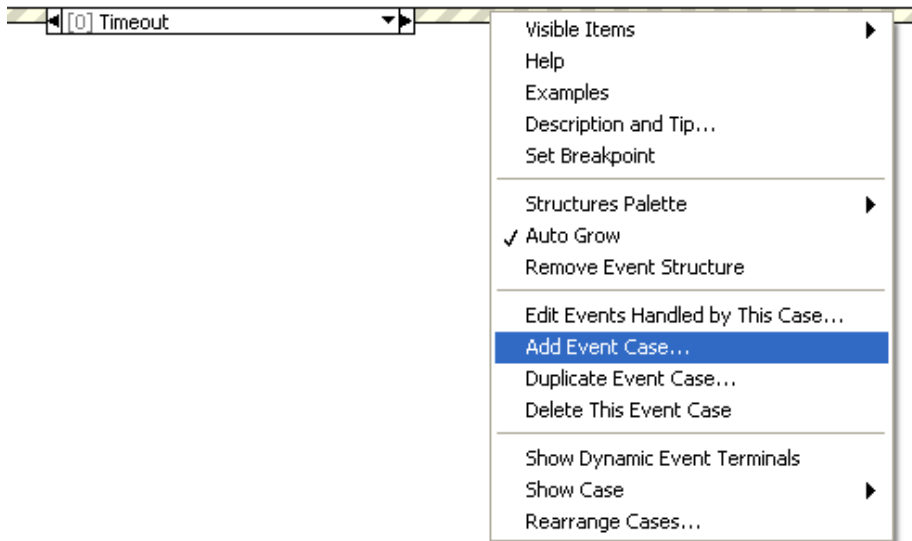 [0] Timeout
Visible Items
Help
Examples
Description and Tip...
Set Breakpoint
Structures Palette
Auto Grow
Remove Event Structure
Edit Events Handled by This Case...
Add Event Case...
Duplicate Event Case...
Delete This Event Case
Show Dynamic Event Terminals
Show Case
Rearrange Cases...